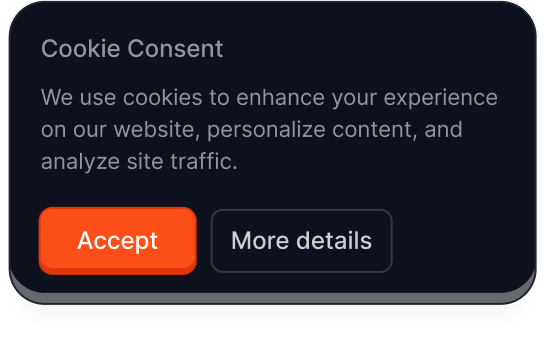 Cookie Consent
We use cookies to enhance your experience
on our website, personalize content, and
analyze site traffic.
Accept
More details